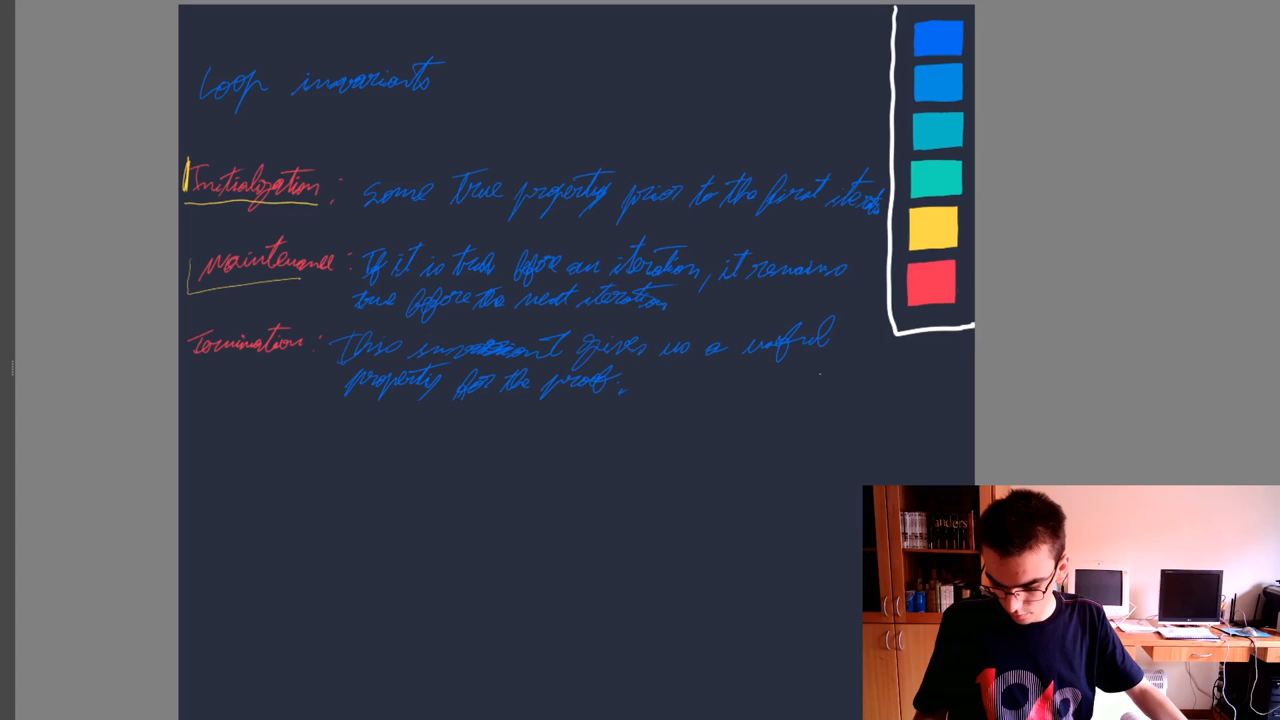 Loop invariants
Initialization: Some true property prior to the first iterat
Maintenance: If it is true before an iteration, it remains
true before the next iteration
Termination: This invariant gives us a useful
property for the proof.
anders